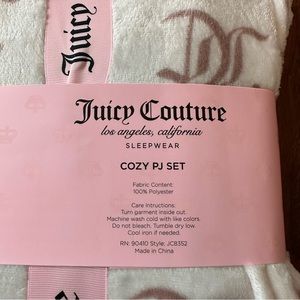 Juicy
Juicy Couture
los angeles, california
SLEEPWEAR
COZY PJ SET
Fabric Content:
100% Polyester
Care Intructions:
Turn garment inside out.
Machine wash cold with like colors.
Do not bleach. Tumble dry low.
Cool iron if needed.
RN: 90410 Style: JC8352
Made in China